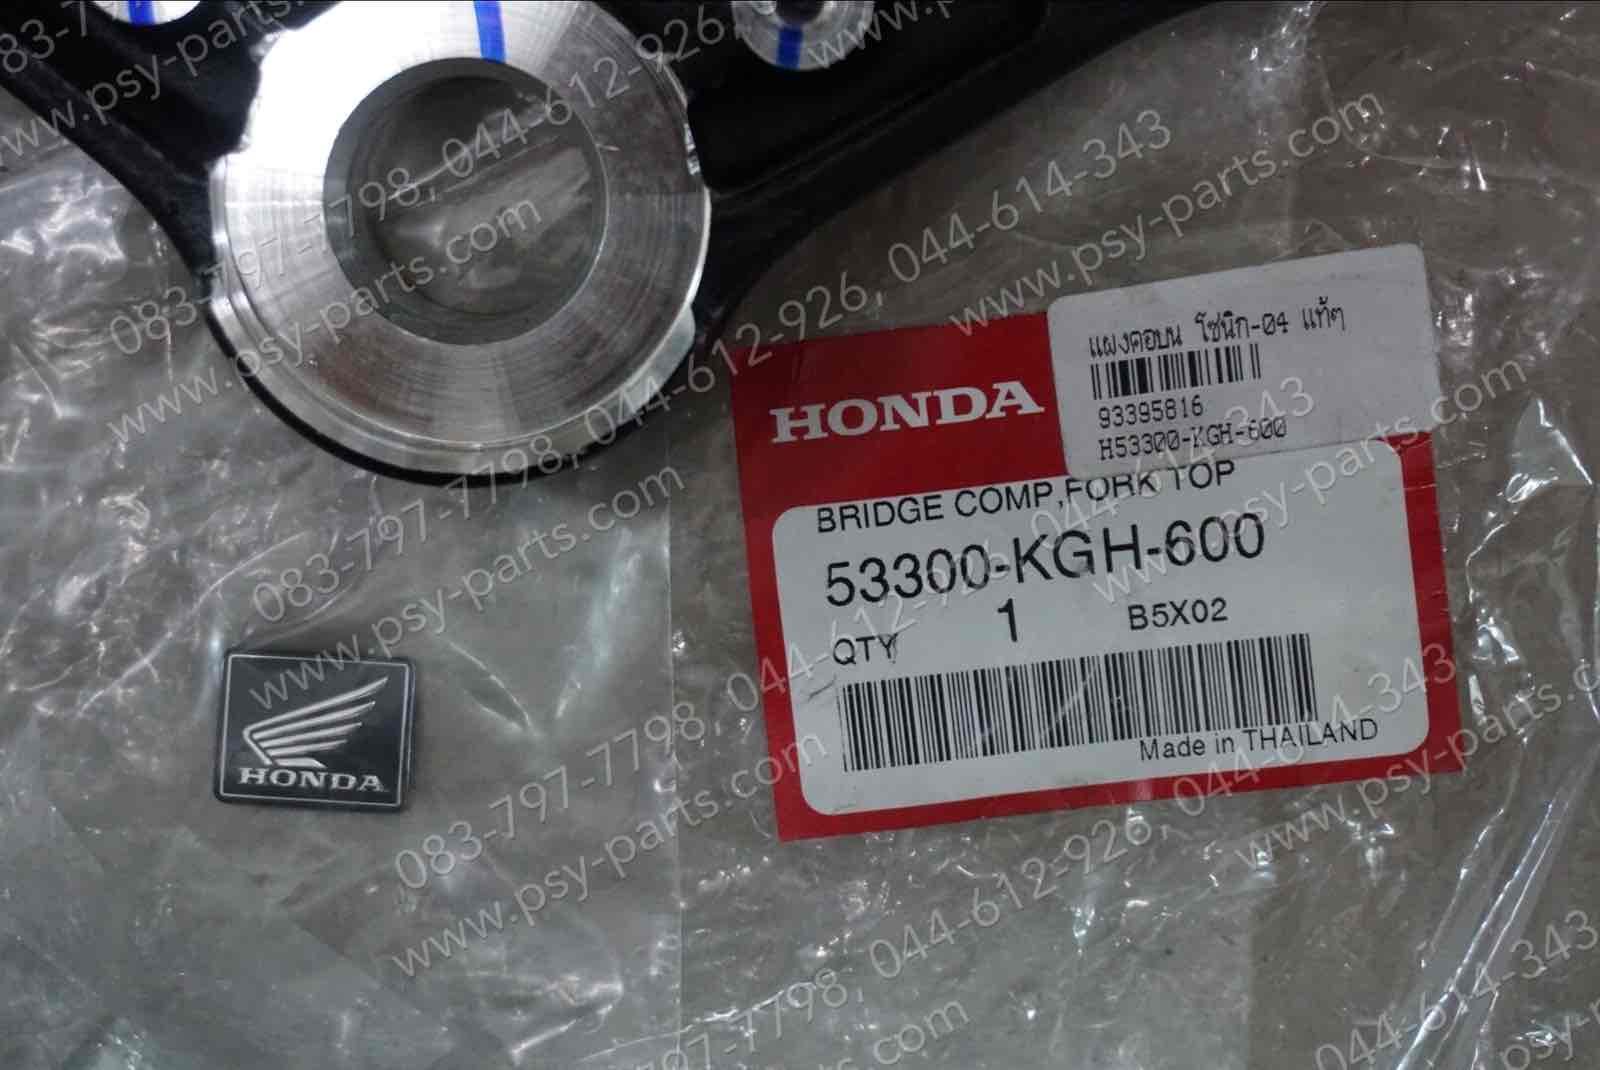 แผงคอบน โซนิก-04 แท้ๆ
93395816
H53300-KGH-600
HONDA
BRIDGE COMP,FORK TOP
53300-KGH-600
QTY 1 B5X02
Made in THAILAND
HONDA
083-797-7798, 044-612-926, 044-614-343
www.psy-parts.com